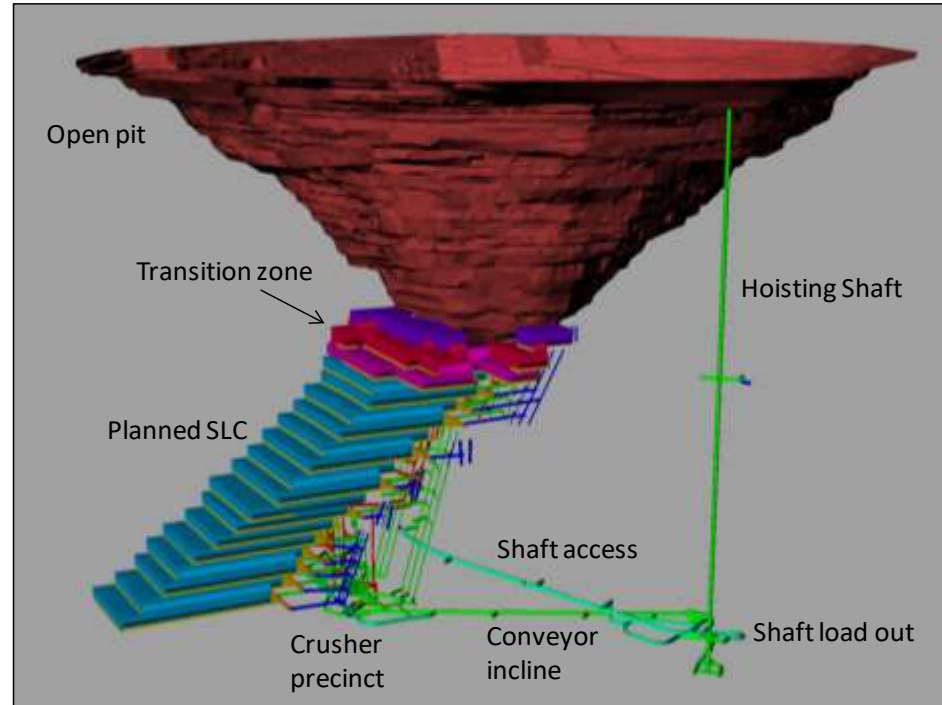 Open pit
Transition zone
Hoisting Shaft
Planned SLC
Shaft access
Shaft load out
Crusher
precinct
Conveyor
incline